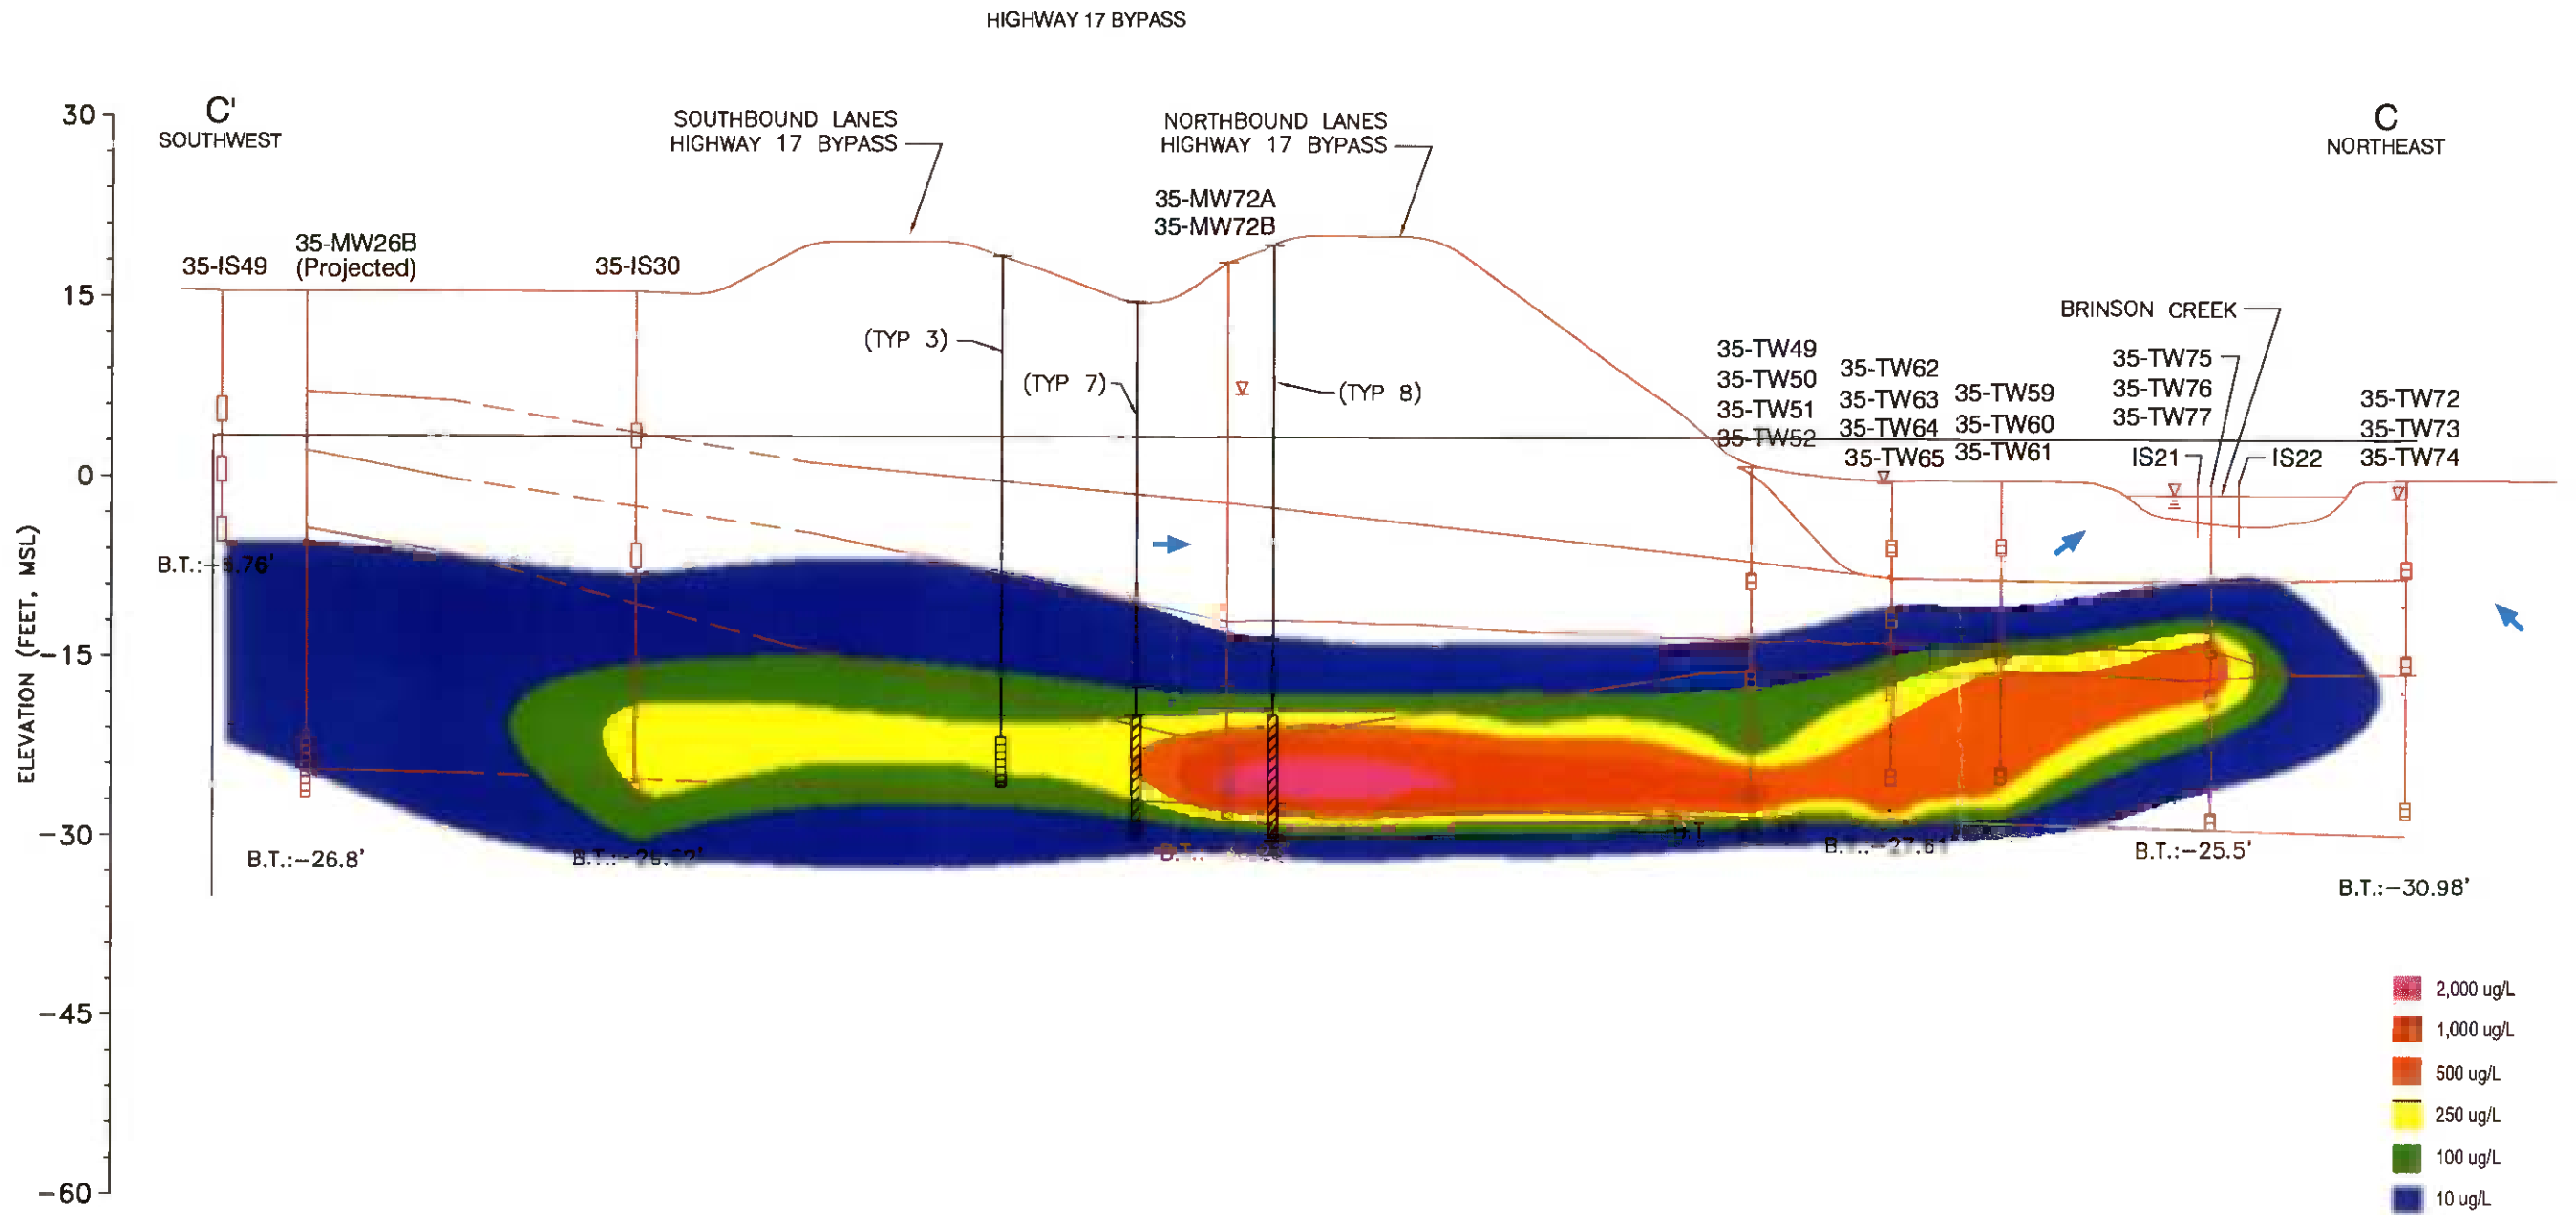 HIGHWAY 17 BYPASS
C'
SOUTHWEST
SOUTHBOUND LANES
HIGHWAY 17 BYPASS
NORTHBOUND LANES
HIGHWAY 17 BYPASS
C
NORTHEAST
30
15
0
-15
-30
-45
-60
ELEVATION (FEET, MSL)
35-IS49
35-MW26B
(Projected)
35-IS30
35-MW72A
35-MW72B
(TYP 3)
(TYP 7)
(TYP 8)
BRINSON CREEK
35-TW49
35-TW50
35-TW51
35-TW52
35-TW62
35-TW63
35-TW64
35-TW65
35-TW59
35-TW60
35-TW61
35-TW75
35-TW76
35-TW77
IS21
IS22
35-TW72
35-TW73
35-TW74
B.T.:-26.8'
B.T.:
B.T.:
B.T.:-25.5'
B.T.:-30.98'
2,000 ug/L
1,000 ug/L
500 ug/L
250 ug/L
100 ug/L
10 ug/L